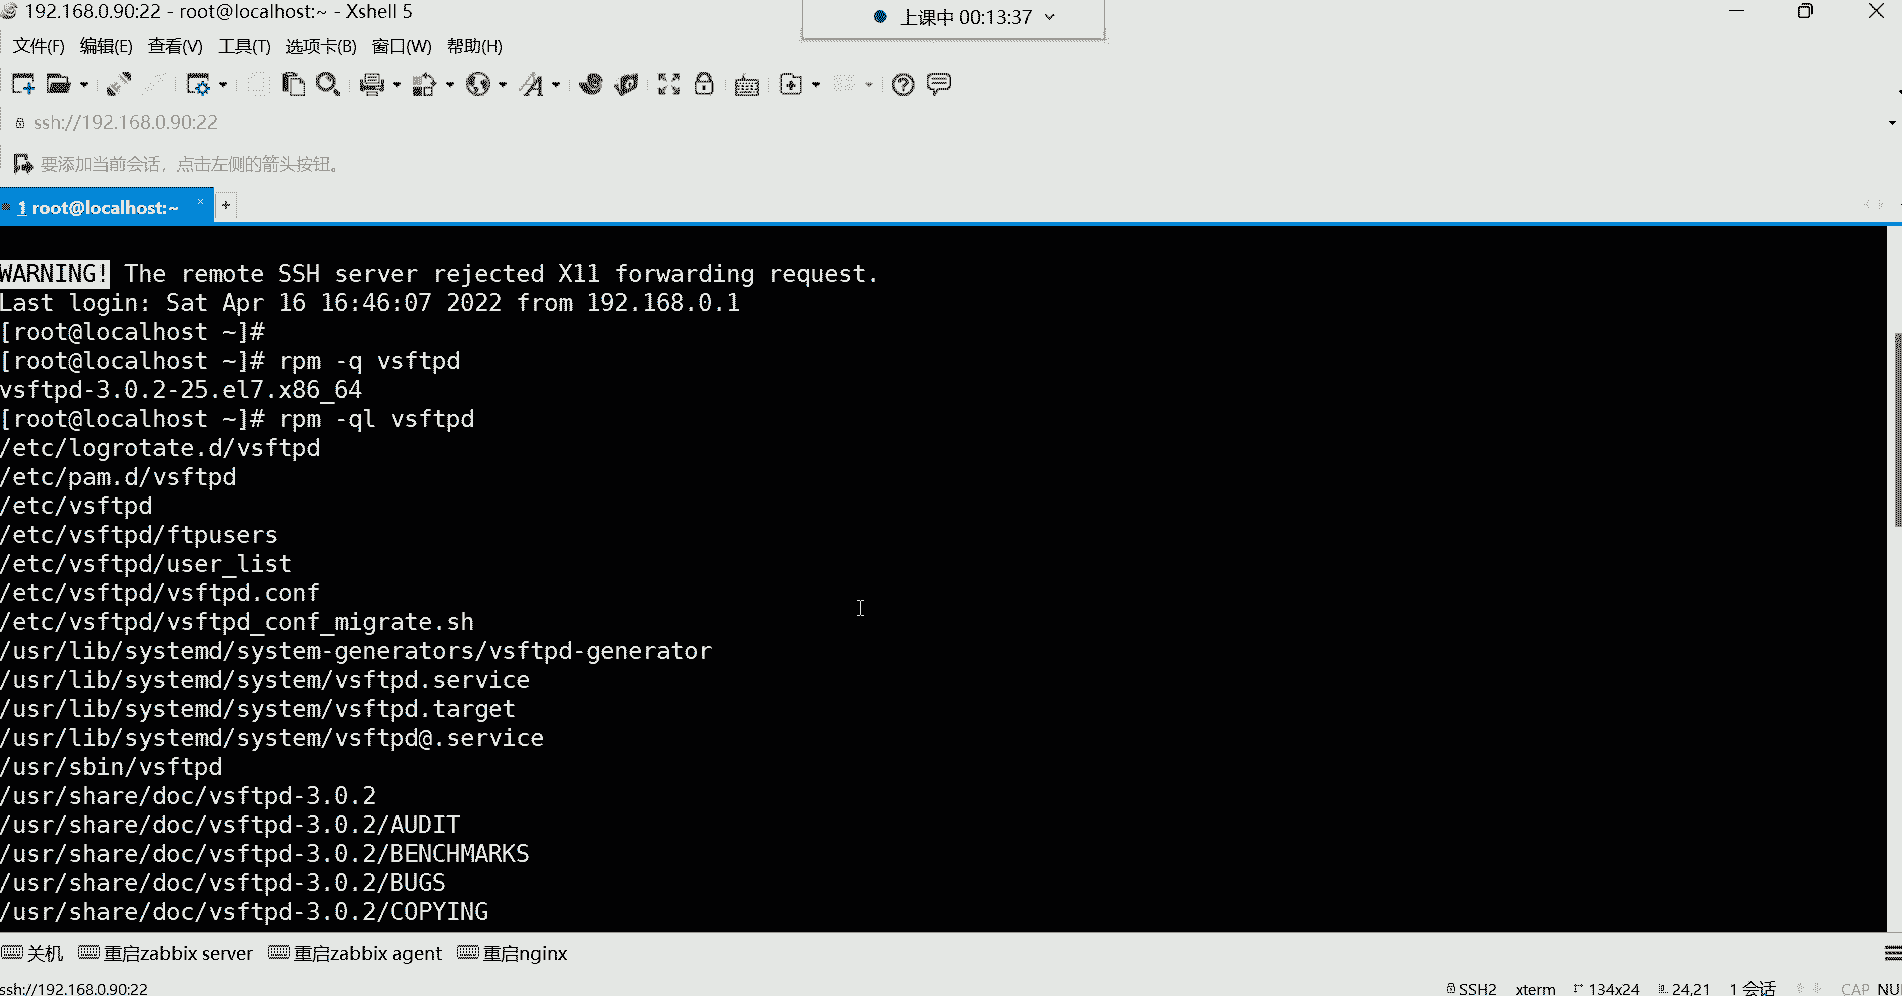 192.168.0.90:22 - root@localhost:~ - Xshell 5
上课中 00:13:37
文件(F) 编辑(E) 查看(V) 工具(T) 选项卡(B) 窗口(W) 帮助(H)
ssh://192.168.0.90:22
要添加当前会话，点击左侧的箭头按钮。
1 root@localhost:~ × +
WARNING! The remote SSH server rejected X11 forwarding request.
Last login: Sat Apr 16 16:46:07 2022 from 192.168.0.1
[root@localhost ~]#
[root@localhost ~]# rpm -q vsftpd
vsftpd-3.0.2-25.el7.x86_64
[root@localhost ~]# rpm -ql vsftpd
/etc/logrotate.d/vsftpd
/etc/pam.d/vsftpd
/etc/vsftpd
/etc/vsftpd/ftpusers
/etc/vsftpd/user_list
/etc/vsftpd/vsftpd.conf
/etc/vsftpd/vsftpd_conf_migrate.sh
/usr/lib/systemd/system-generators/vsftpd-generator
/usr/lib/systemd/system/vsftpd.service
/usr/lib/systemd/system/vsftpd.target
/usr/lib/systemd/system/vsftpd@.service
/usr/sbin/vsftpd
/usr/share/doc/vsftpd-3.0.2
/usr/share/doc/vsftpd-3.0.2/AUDIT
/usr/share/doc/vsftpd-3.0.2/BENCHMARKS
/usr/share/doc/vsftpd-3.0.2/BUGS
/usr/share/doc/vsftpd-3.0.2/COPYING
关机 重启zabbix server 重启zabbix agent 重启nginx
ssh://192.168.0.90:22 SSH2 xterm 134x24 24,21 1 会话 CAP NU